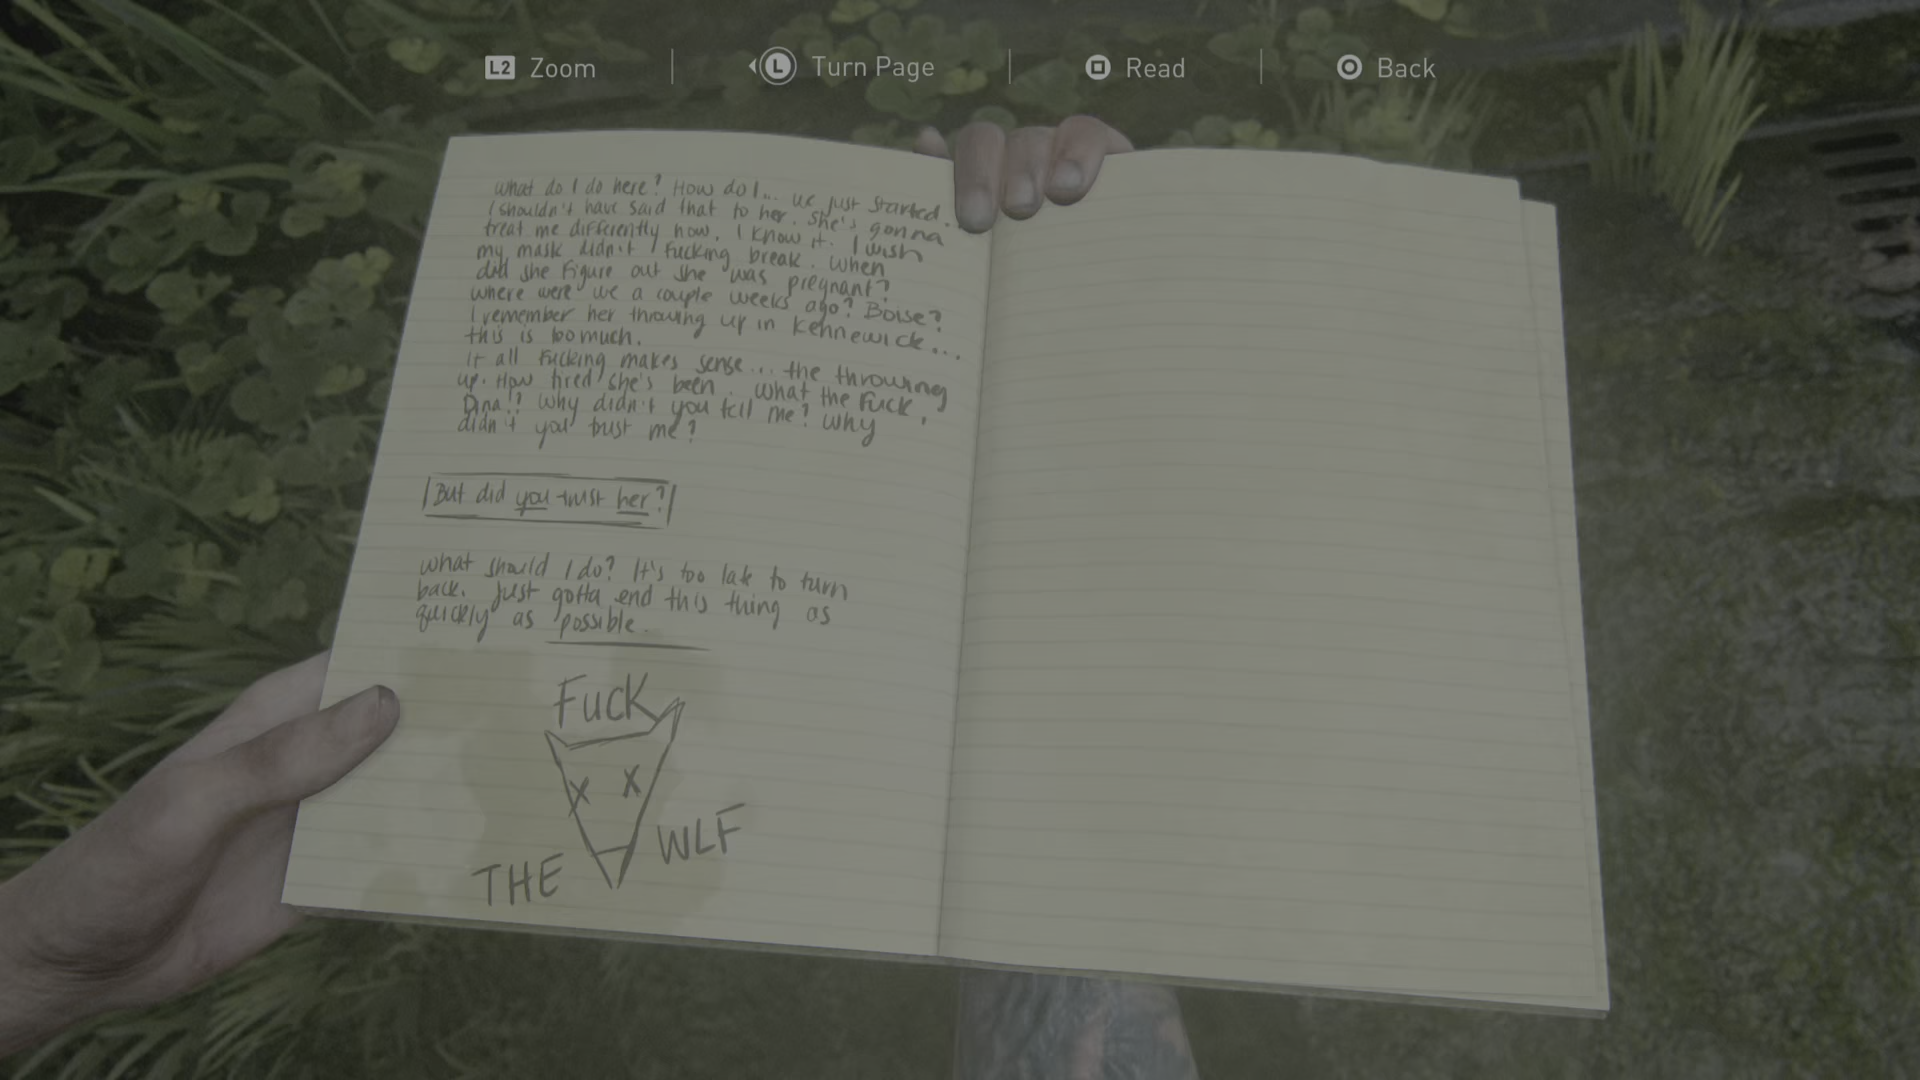 L2 Zoom
L Turn Page
Read
Back
What do I do here? How do I... we just started.
I shouldn't have said that to her. She's gonna
treat me differently now. I know it. I wish
my mask didn't fucking break. When
did she figure out she was pregnant?
where were we a couple weeks ago? Boise?
I remember her throwing up in Kennewick...
this is too much.
It all fucking makes sense... the throwing
up. How tired she's been. What the fuck,
Dina!? Why didn't you tell me? Why
didn't you trust me?
But did you trust her?
What should I do? It's too late to turn
back. Just gotta end this thing as
quickly as possible.
Fuck
THE
WLF